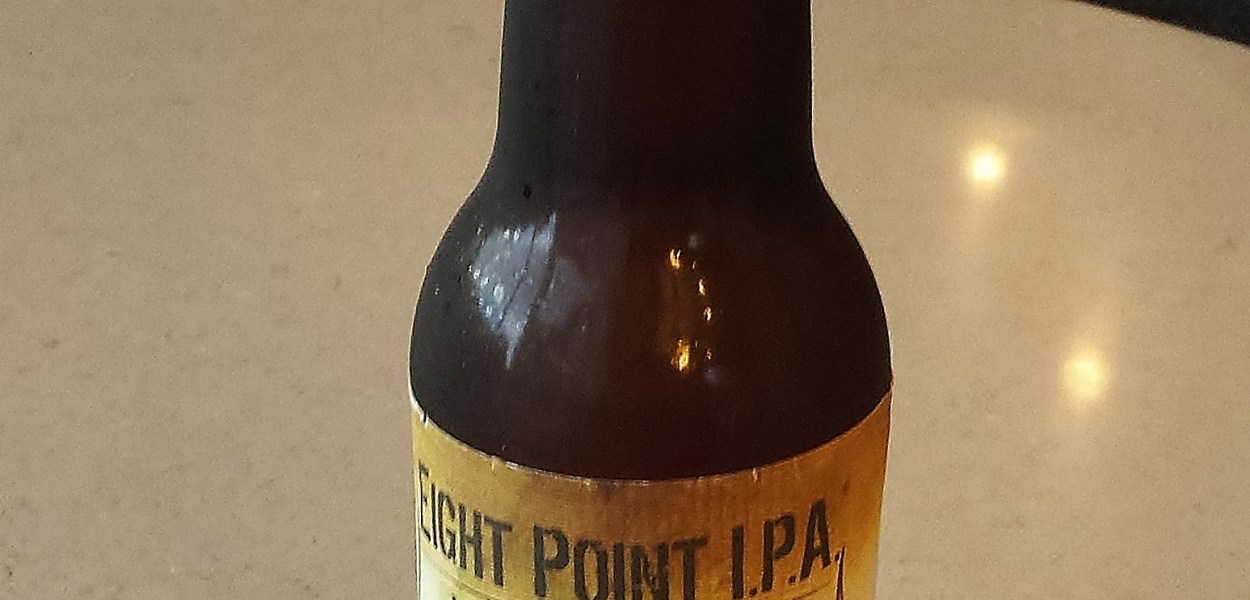 EIGHT POINT I.P.A.